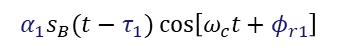 α₁s_B(t − τ₁) cos[ω_c t + ϕ_r1]